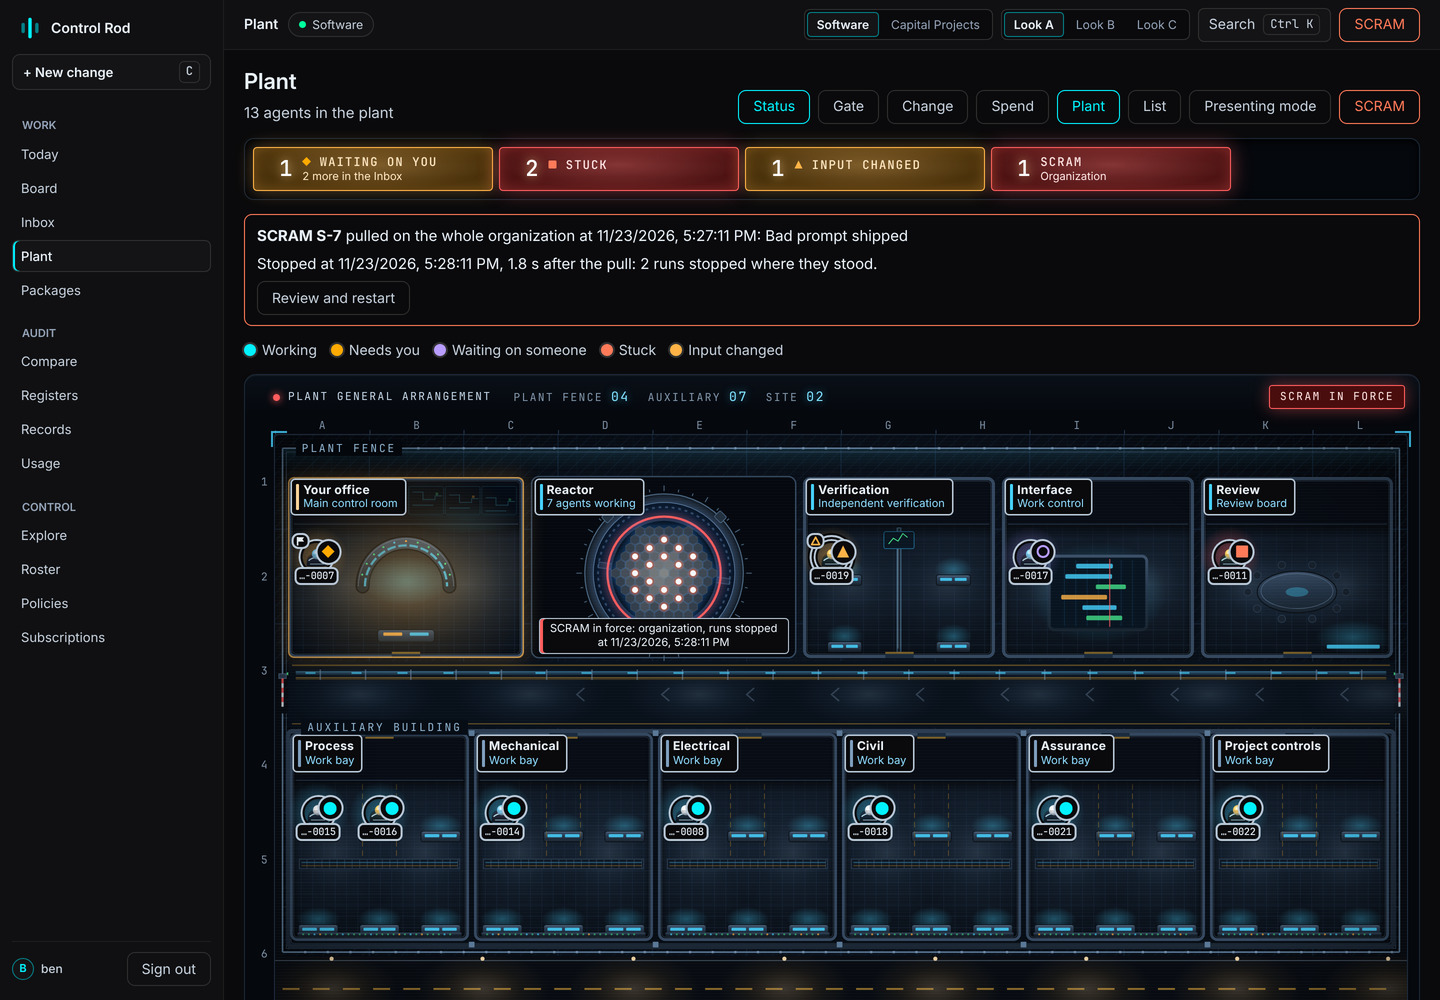 Control Rod
+ New change
C
WORK
Today
Board
Inbox
Plant
Packages
AUDIT
Compare
Registers
Records
Usage
CONTROL
Explore
Roster
Policies
Subscriptions
B ben
Sign out
Plant
Software
Software Capital Projects
Look A Look B Look C
Search Ctrl K
SCRAM
Plant
13 agents in the plant
Status Gate Change Spend Plant List Presenting mode SCRAM
1 WAITING ON YOU
2 more in the Inbox
2 STUCK
1 INPUT CHANGED
1 SCRAM
Organization
SCRAM S-7 pulled on the whole organization at 11/23/2026, 5:27:11 PM: Bad prompt shipped
Stopped at 11/23/2026, 5:28:11 PM, 1.8 s after the pull: 2 runs stopped where they stood.
Review and restart
Working Needs you Waiting on someone Stuck Input changed
PLANT GENERAL ARRANGEMENT PLANT FENCE 04 AUXILIARY 07 SITE 02
SCRAM IN FORCE
A B C D E F G H I J K L
PLANT FENCE
1
Your office
Main control room
Reactor
7 agents working
Verification
Independent verification
Interface
Work control
Review
Review board
2
…-0007
…-0019
…-0017
…-0011
SCRAM in force: organization, runs stopped
at 11/23/2026, 5:28:11 PM
3
AUXILIARY BUILDING
Process
Work bay
Mechanical
Work bay
Electrical
Work bay
Civil
Work bay
Assurance
Work bay
Project controls
Work bay
4
…-0015
…-0016
…-0014
…-0008
…-0018
…-0021
…-0022
5
6